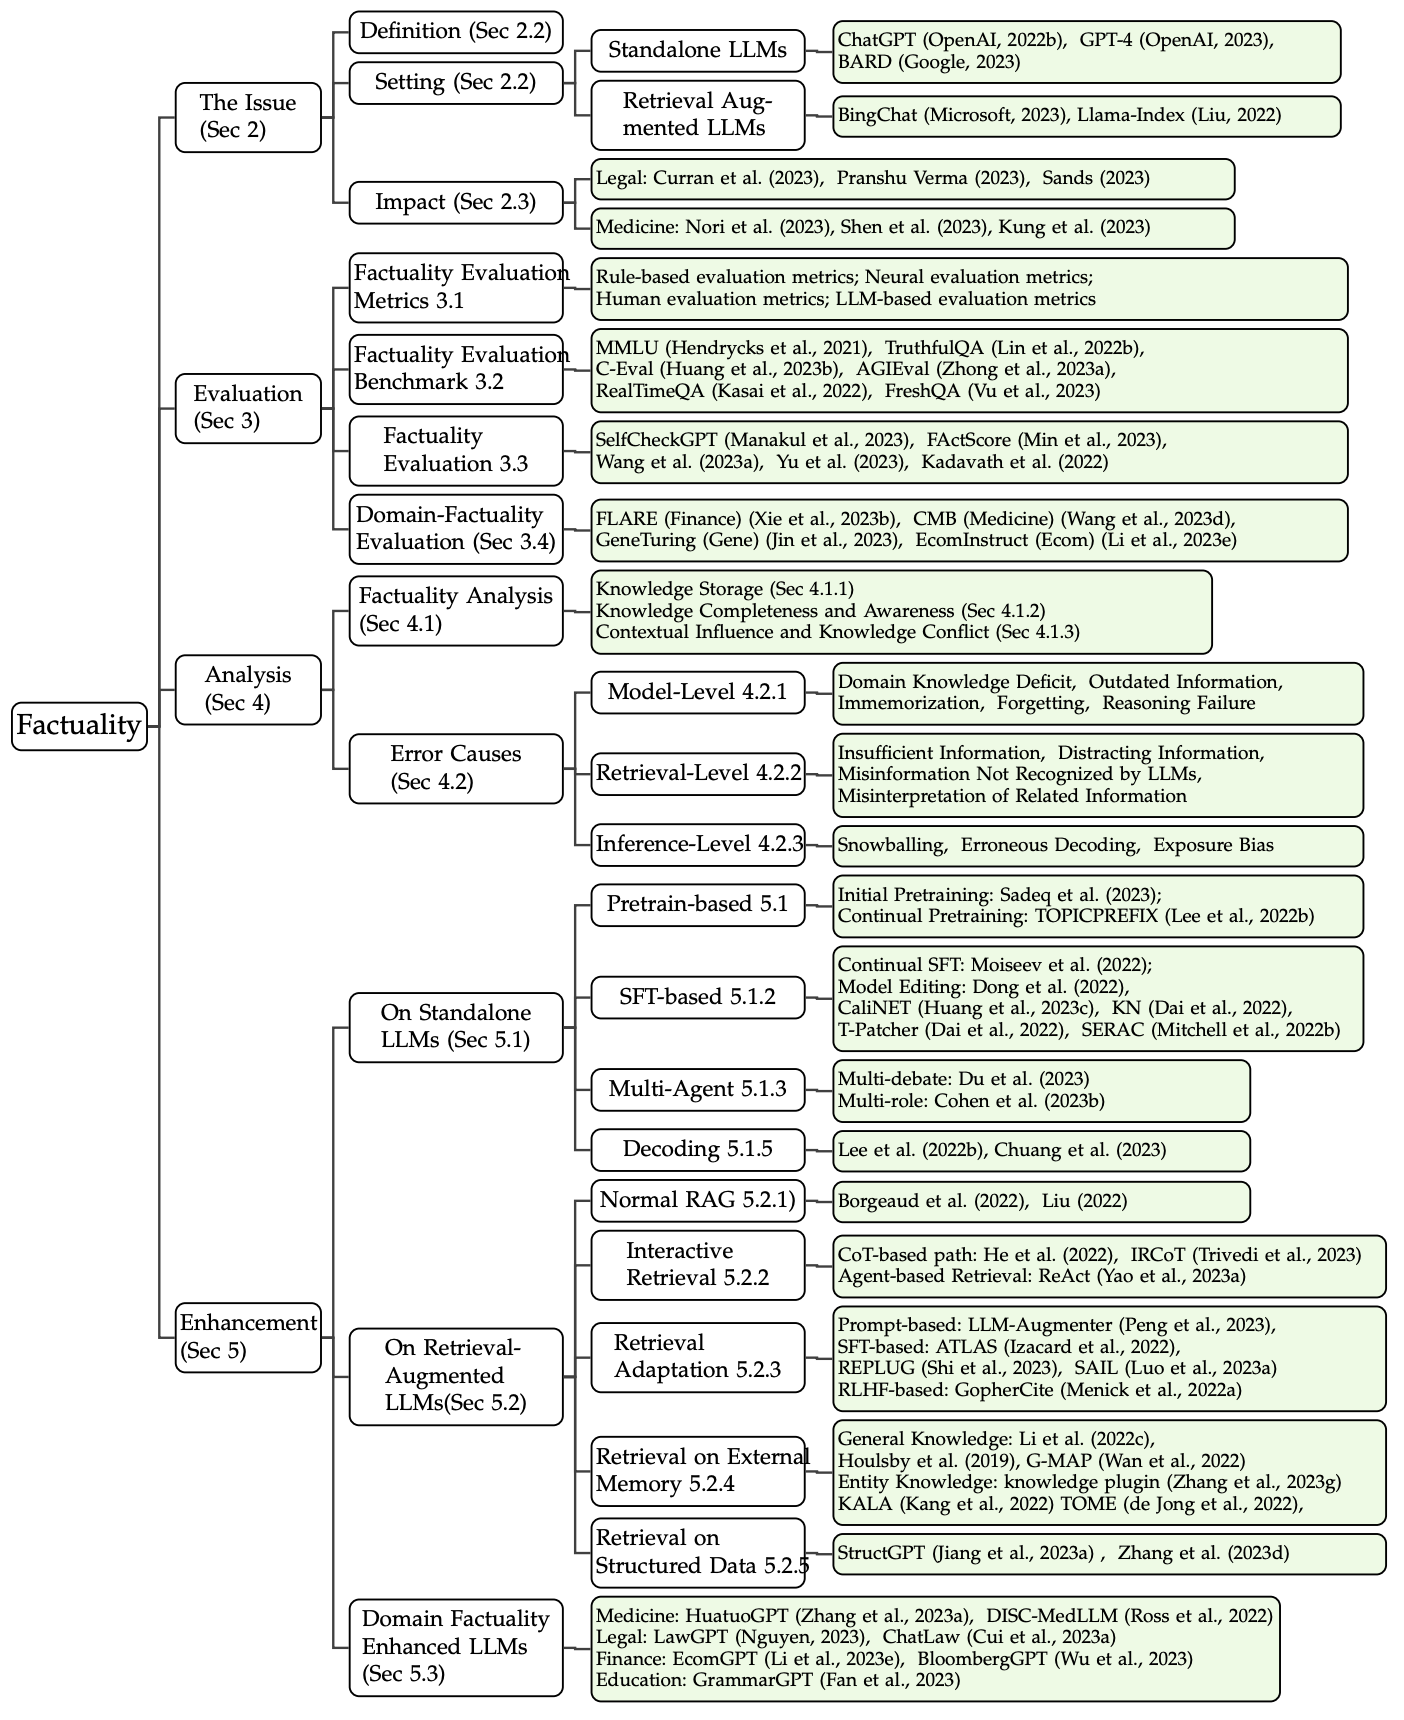 Factuality
The Issue
(Sec 2)
Definition (Sec 2.2)
Setting (Sec 2.2)
Standalone LLMs
ChatGPT (OpenAI, 2022b), GPT-4 (OpenAI, 2023),
BARD (Google, 2023)
Retrieval Aug-
mented LLMs
BingChat (Microsoft, 2023), Llama-Index (Liu, 2022)
Impact (Sec 2.3)
Legal: Curran et al. (2023), Pranshu Verma (2023), Sands (2023)
Medicine: Nori et al. (2023), Shen et al. (2023), Kung et al. (2023)
Evaluation
(Sec 3)
Factuality Evaluation
Metrics 3.1
Rule-based evaluation metrics; Neural evaluation metrics;
Human evaluation metrics; LLM-based evaluation metrics
Factuality Evaluation
Benchmark 3.2
MMLU (Hendrycks et al., 2021), TruthfulQA (Lin et al., 2022b),
C-Eval (Huang et al., 2023b), AGIEval (Zhong et al., 2023a),
RealTimeQA (Kasai et al., 2022), FreshQA (Vu et al., 2023)
Factuality
Evaluation 3.3
SelfCheckGPT (Manakul et al., 2023), FActScore (Min et al., 2023),
Wang et al. (2023a), Yu et al. (2023), Kadavath et al. (2022)
Domain-Factuality
Evaluation (Sec 3.4)
FLARE (Finance) (Xie et al., 2023b), CMB (Medicine) (Wang et al., 2023d),
GeneTuring (Gene) (Jin et al., 2023), EcomInstruct (Ecom) (Li et al., 2023e)
Analysis
(Sec 4)
Factuality Analysis
(Sec 4.1)
Knowledge Storage (Sec 4.1.1)
Knowledge Completeness and Awareness (Sec 4.1.2)
Contextual Influence and Knowledge Conflict (Sec 4.1.3)
Error Causes
(Sec 4.2)
Model-Level 4.2.1
Domain Knowledge Deficit, Outdated Information,
Immemorization, Forgetting, Reasoning Failure
Retrieval-Level 4.2.2
Insufficient Information, Distracting Information,
Misinformation Not Recognized by LLMs,
Misinterpretation of Related Information
Inference-Level 4.2.3
Snowballing, Erroneous Decoding, Exposure Bias
Enhancement
(Sec 5)
On Standalone
LLMs (Sec 5.1)
Pretrain-based 5.1
Initial Pretraining: Sadeq et al. (2023);
Continual Pretraining: TOPICPREFIX (Lee et al., 2022b)
SFT-based 5.1.2
Continual SFT: Moiseev et al. (2022);
Model Editing: Dong et al. (2022),
CaliNET (Huang et al., 2023c), KN (Dai et al., 2022),
T-Patcher (Dai et al., 2022), SERAC (Mitchell et al., 2022b)
Multi-Agent 5.1.3
Multi-debate: Du et al. (2023)
Multi-role: Cohen et al. (2023b)
Decoding 5.1.5
Lee et al. (2022b), Chuang et al. (2023)
On Retrieval-
Augmented
LLMs(Sec 5.2)
Normal RAG 5.2.1)
Borgeaud et al. (2022), Liu (2022)
Interactive
Retrieval 5.2.2
CoT-based path: He et al. (2022), IRCoT (Trivedi et al., 2023)
Agent-based Retrieval: ReAct (Yao et al., 2023a)
Retrieval
Adaptation 5.2.3
Prompt-based: LLM-Augmenter (Peng et al., 2023),
SFT-based: ATLAS (Izacard et al., 2022),
REPLUG (Shi et al., 2023), SAIL (Luo et al., 2023a)
RLHF-based: GopherCite (Menick et al., 2022a)
Retrieval on External
Memory 5.2.4
General Knowledge: Li et al. (2022c),
Houlsby et al. (2019), G-MAP (Wan et al., 2022)
Entity Knowledge: knowledge plugin (Zhang et al., 2023g)
KALA (Kang et al., 2022) TOME (de Jong et al., 2022),
Retrieval on
Structured Data 5.2.5
StructGPT (Jiang et al., 2023a) , Zhang et al. (2023d)
Domain Factuality
Enhanced LLMs
(Sec 5.3)
Medicine: HuatuoGPT (Zhang et al., 2023a), DISC-MedLLM (Ross et al., 2022)
Legal: LawGPT (Nguyen, 2023), ChatLaw (Cui et al., 2023a)
Finance: EcomGPT (Li et al., 2023e), BloombergGPT (Wu et al., 2023)
Education: GrammarGPT (Fan et al., 2023)